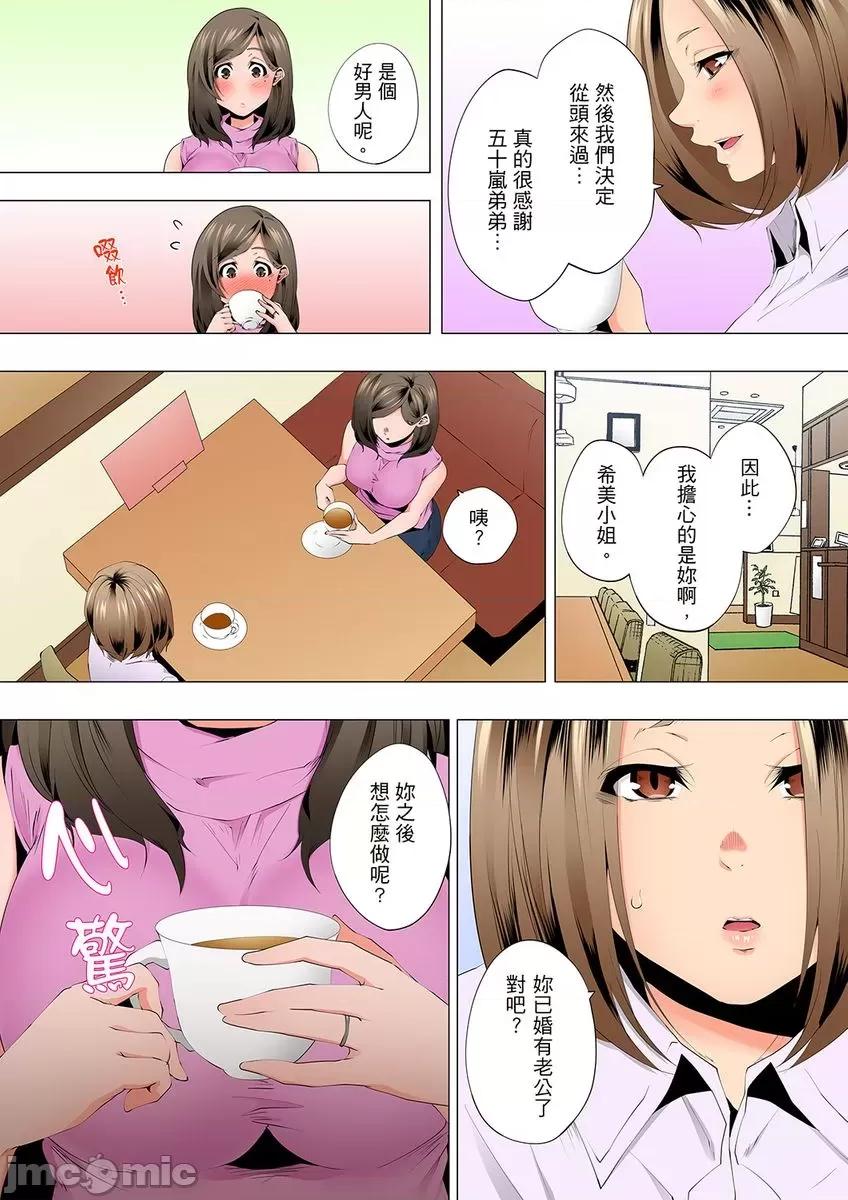 然後我們決定
從頭來過…
真的很感謝
五十嵐弟弟…
是個
好男人呢。
啜飲…
因此…
我擔心的是妳啊，
希美小姐。
咦？
妳已婚有老公了
對吧？
妳之後
想怎麼做呢？
心
驚
jmcomic